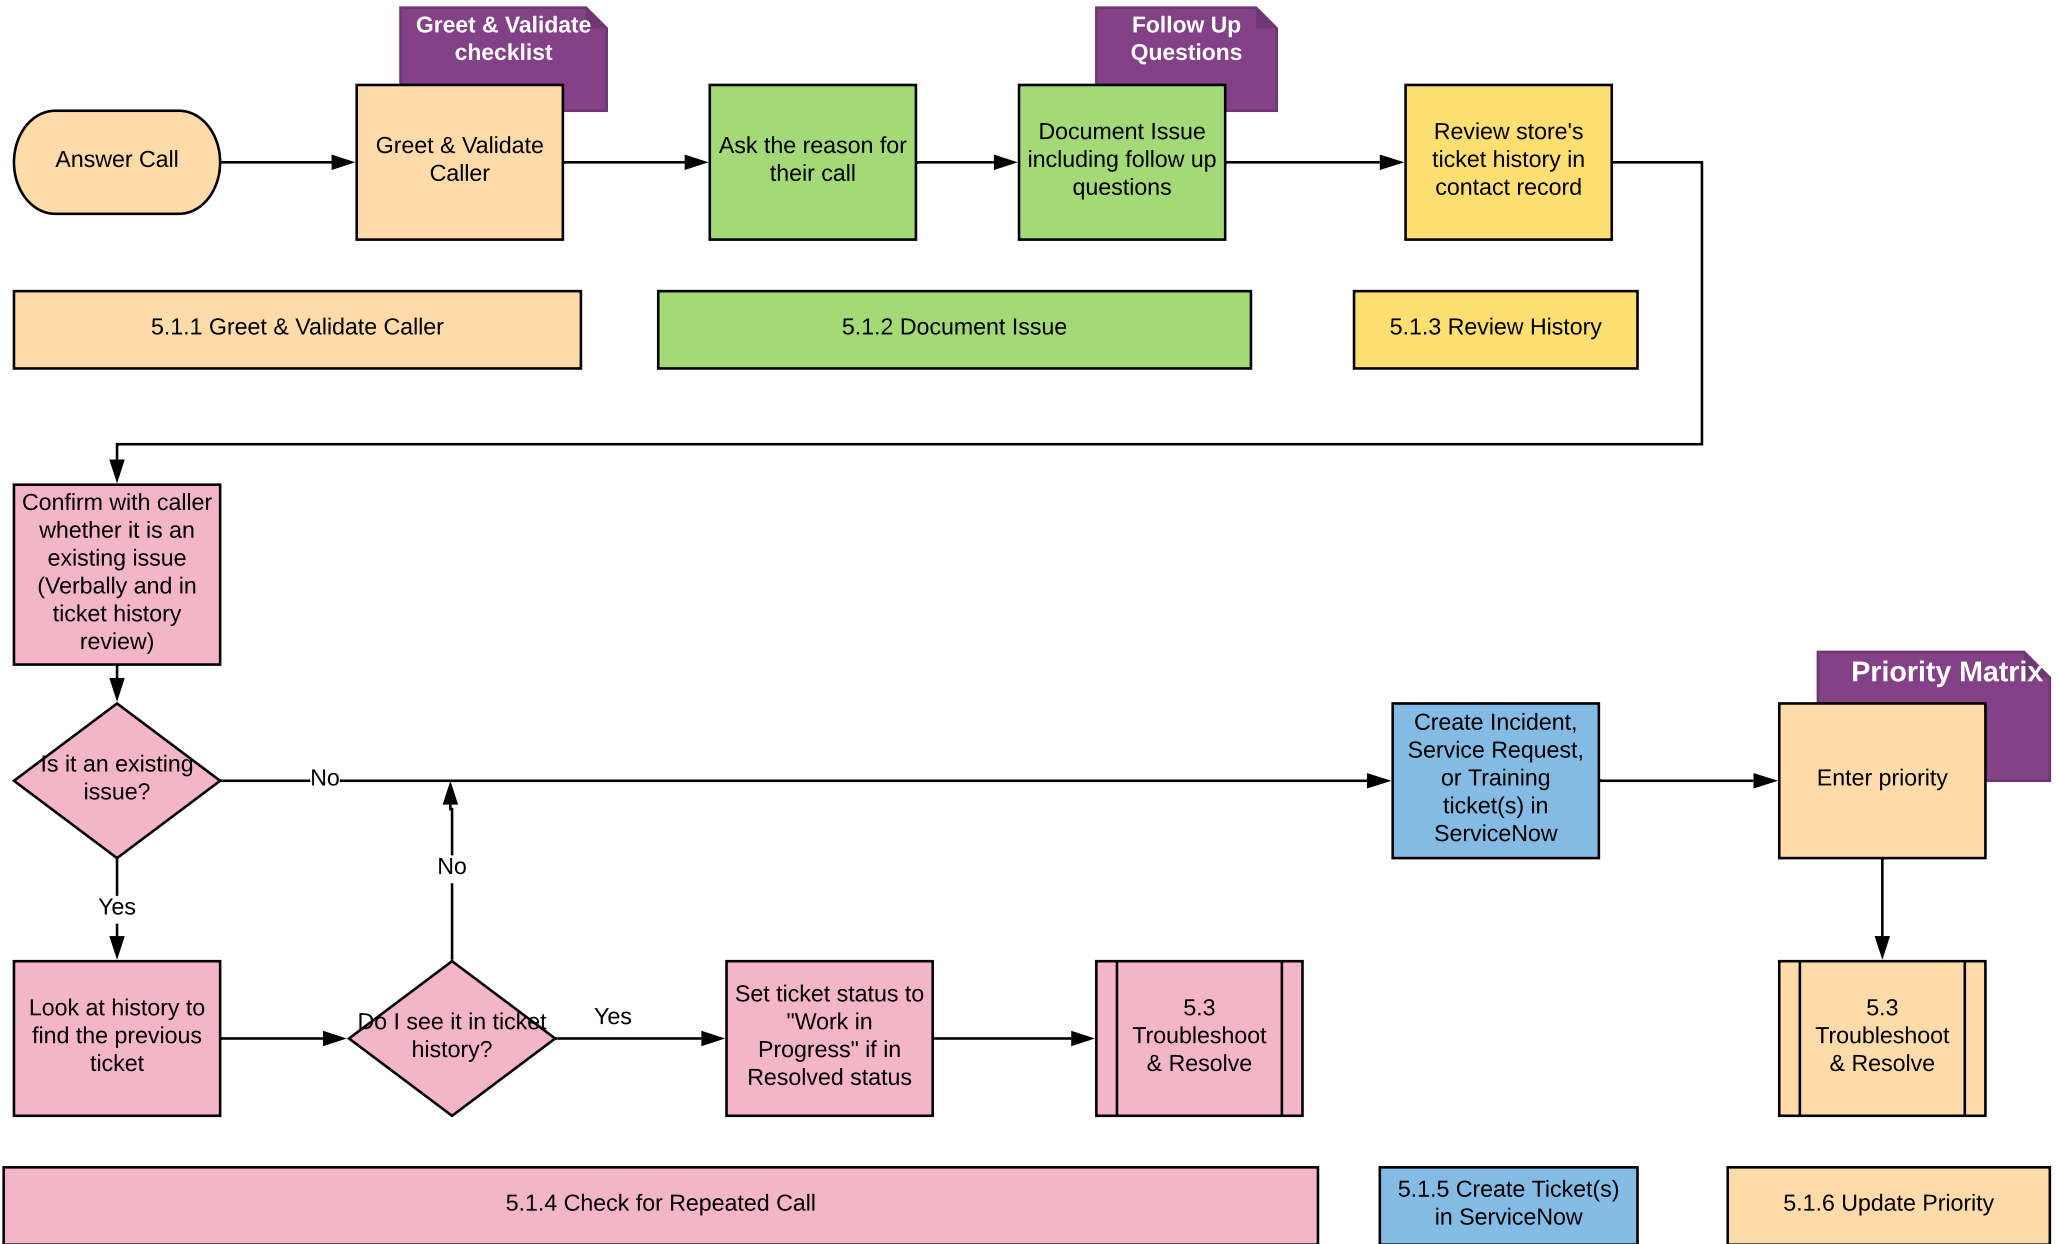 Greet & Validate
checklist
Follow Up
Questions
Answer Call
Greet & Validate
Caller
Ask the reason for
their call
Document Issue
including follow up
questions
Review store's
ticket history in
contact record
5.1.1 Greet & Validate Caller
5.1.2 Document Issue
5.1.3 Review History
Confirm with caller
whether it is an
existing issue
(Verbally and in
ticket history
review)
Is it an existing
issue?
No
Create Incident,
Service Request,
or Training
ticket(s) in
ServiceNow
Priority Matrix
Enter priority
Yes
No
Look at history to
find the previous
ticket
Do I see it in ticket
history?
Yes
Set ticket status to
"Work in
Progress" if in
Resolved status
5.3
Troubleshoot
& Resolve
5.3
Troubleshoot
& Resolve
5.1.4 Check for Repeated Call
5.1.5 Create Ticket(s)
in ServiceNow
5.1.6 Update Priority